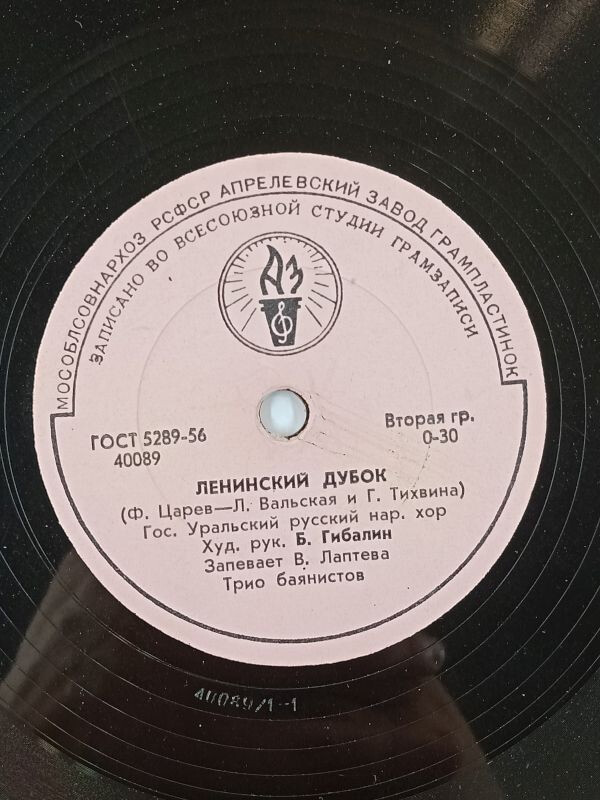 МОСОБЛСОВНАРХОЗ РСФСР АПРЕЛЕВСКИЙ ЗАВОД ГРАМПЛАСТИНОК
ЗАПИСАНО ВО ВСЕСОЮЗНОЙ СТУДИИ ГРАМЗАПИСИ
АЗ
ГОСТ 5289-56
40089
Вторая гр.
0-30
ЛЕНИНСКИЙ ДУБОК
(Ф. Царев—Л. Вальская и Г. Тихвина)
Гос. Уральский русский нар. хор
Худ. рук. Б. Гибалин
Запевает В. Лаптева
Трио баянистов
40089/1-1